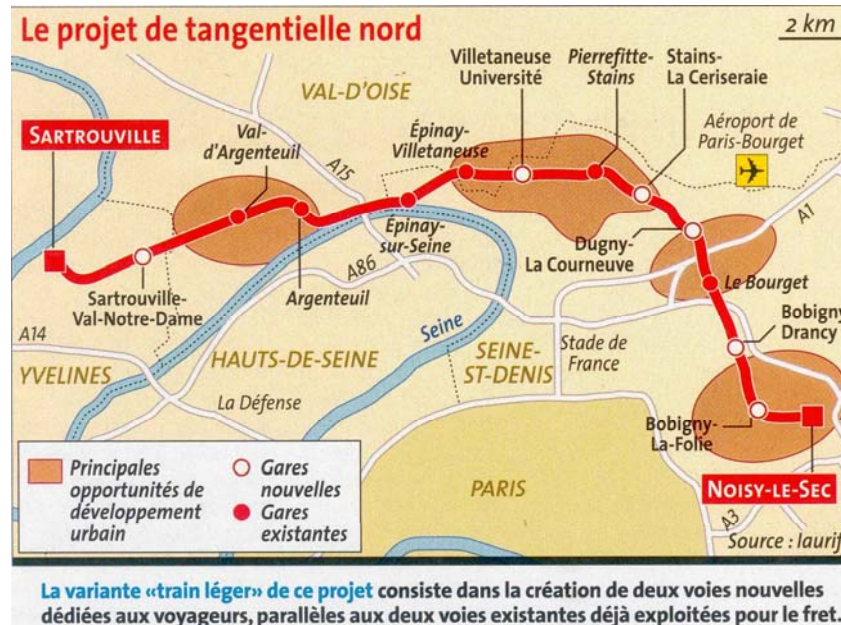 Le projet de tangentielle nord
2 km
Villetaneuse
Université
Pierrefitte-
Stains
Stains-
La Ceriseraie
VAL-D'OISE
SARTROUVILLE
Val-
d'Argenteuil
A15
Épinay-
Villetaneuse
Aéroport de
Paris-Bourget
A1
Épinay-
sur-Seine
Dugny-
La Courneuve
A86
Sartrouville-
Val-Notre-Dame
Argenteuil
Le Bourget
Bobigny-
Drancy
A14
Seine
YVELINES
HAUTS-DE-SEINE
SEINE-
ST-DENIS
Stade de
France
La Défense
Bobigny-
La-Folie
Principales
opportunités de
développement
urbain
Gares
nouvelles
Gares
existantes
PARIS
NOISY-LE-SEC
A3
Source : Iaurif
La variante «train léger» de ce projet consiste dans la création de deux voies nouvelles
dédiées aux voyageurs, parallèles aux deux voies existantes déjà exploitées pour le fret.